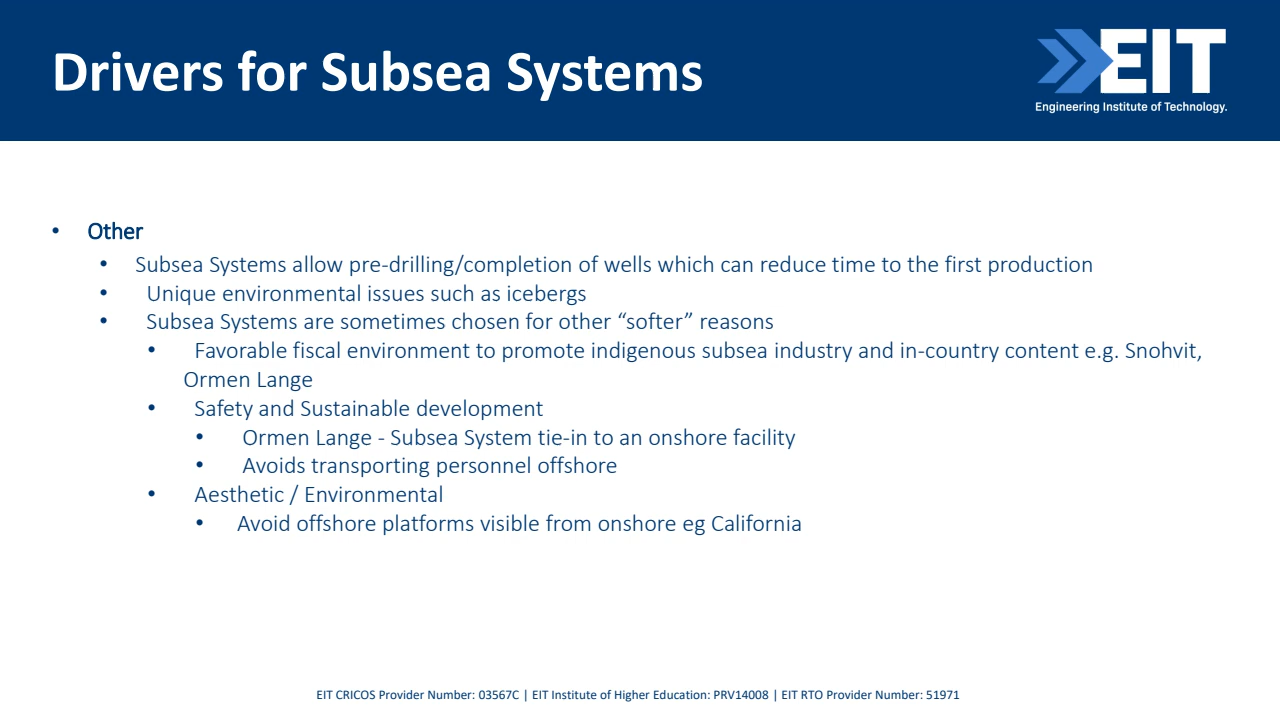 Drivers for Subsea Systems
EIT
Engineering Institute of Technology.
• Other
• Subsea Systems allow pre-drilling/completion of wells which can reduce time to the first production
• Unique environmental issues such as icebergs
• Subsea Systems are sometimes chosen for other “softer” reasons
• Favorable fiscal environment to promote indigenous subsea industry and in-country content e.g. Snohvit,
Ormen Lange
• Safety and Sustainable development
• Ormen Lange - Subsea System tie-in to an onshore facility
• Avoids transporting personnel offshore
• Aesthetic / Environmental
• Avoid offshore platforms visible from onshore eg California
EIT CRICOS Provider Number: 03567C | EIT Institute of Higher Education: PRV14008 | EIT RTO Provider Number: 51971